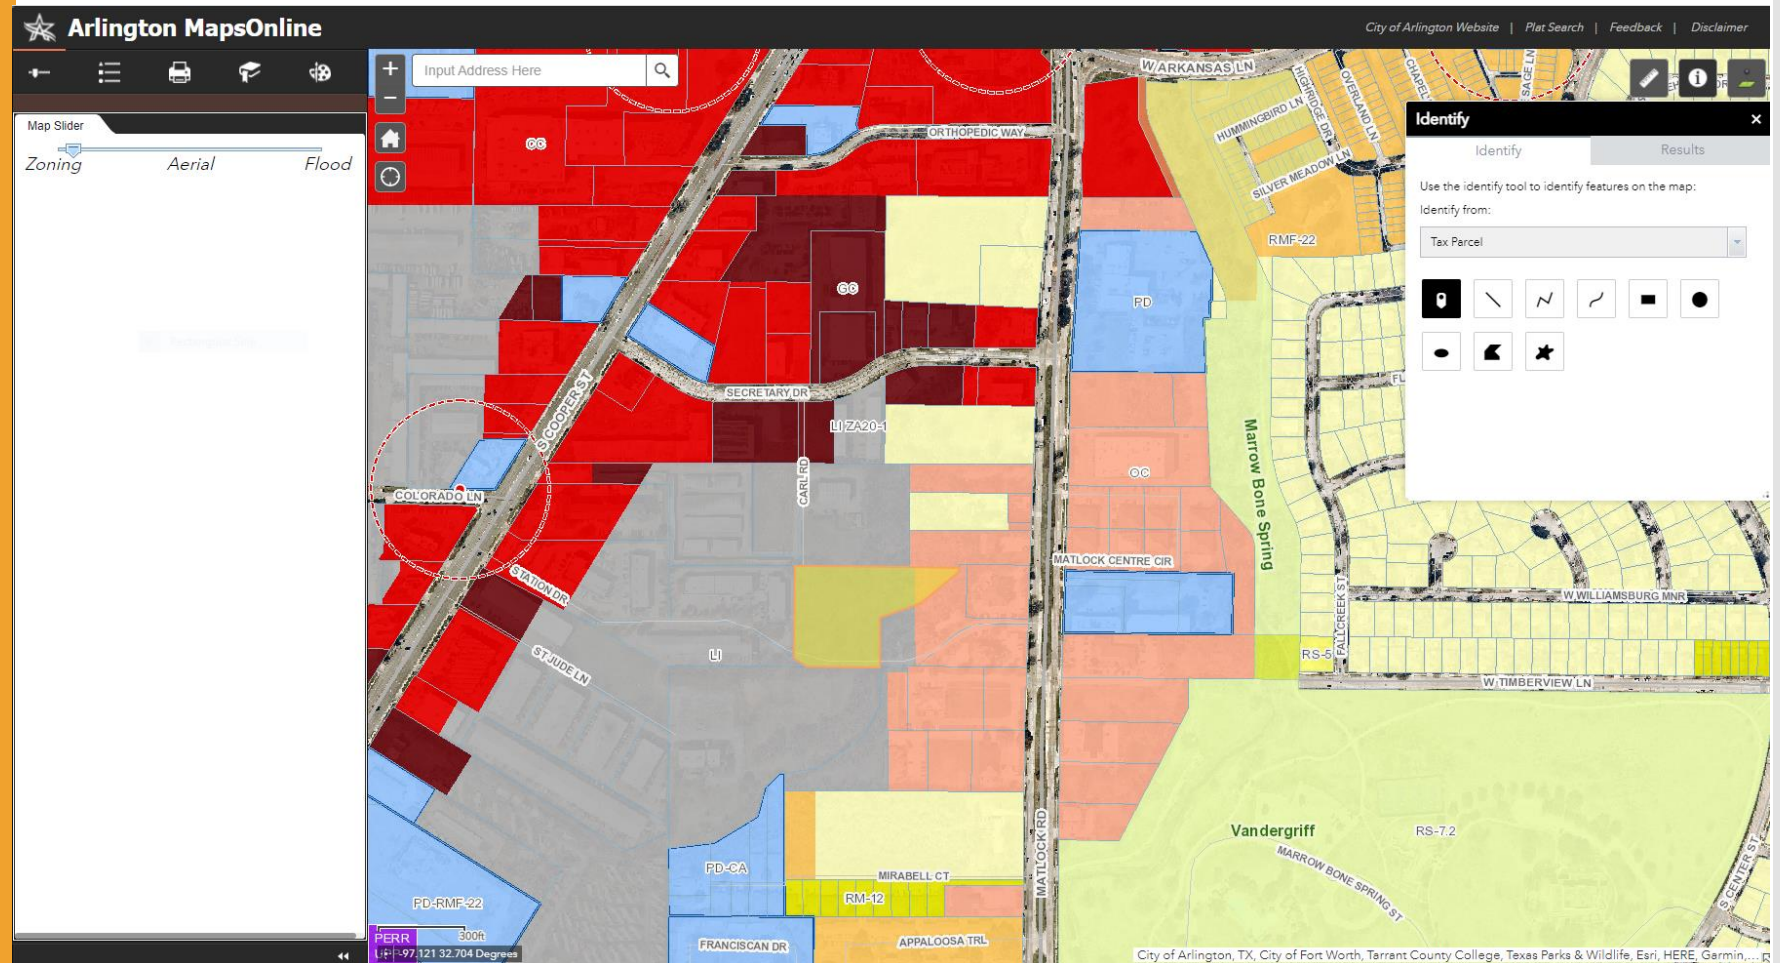 Arlington MapsOnline
City of Arlington Website | Plat Search | Feedback | Disclaimer
Map Slider
Zoning Aerial Flood
+
Input Address Here
−
W ARKANSAS LN
HIGHRIDGE DR
OVERLAND LN
SAGE LN
HUMMINGBIRD LN
SILVER MEADOW LN
ORTHOPEDIC WAY
CC
RMF-22
GC
PD
SECRETARY DR
S COOPER ST
LI ZA20-1
CARL RD
OC
Marrow Bone Spring
COLORADO LN
MATLOCK CENTRE CIR
STATION DR
ST JUDE LN
LI
W WILLIAMSBURG MNR
FALLCREEK ST
RS-5
W TIMBERVIEW LN
Vandergriff
RS-7.2
MARROW BONE SPRING ST
S CENTER ST
MATLOCK RD
PD-CA
MIRABELL CT
RM-12
PD-RMF-22
FRANCISCAN DR
APPALOOSA TRL
PERR
300ft
-97.121 32.704 Degrees
City of Arlington, TX, City of Fort Worth, Tarrant County College, Texas Parks & Wildlife, Esri, HERE, Garmin,...
Identify
×
Identify Results
Use the identify tool to identify features on the map:
Identify from:
Tax Parcel